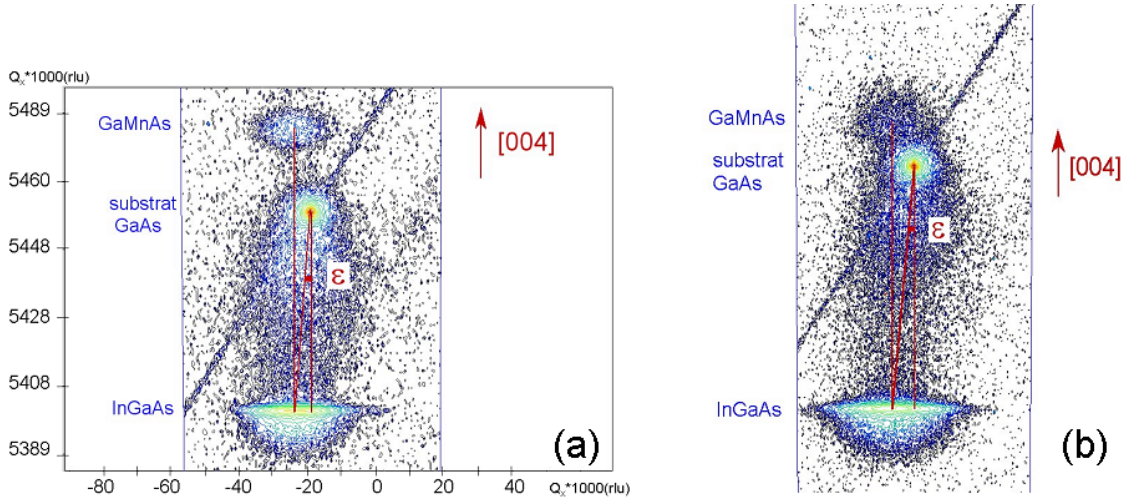 Qx*1000(rlu)
5489
GaMnAs
[004]
5460
substrat
GaAs
5448
ε
5428
5408
InGaAs
5389
(a)
-80
-60
-40
-20
0
20
40
Qx*1000(rlu)
GaMnAs
substrat
GaAs
[004]
ε
InGaAs
(b)